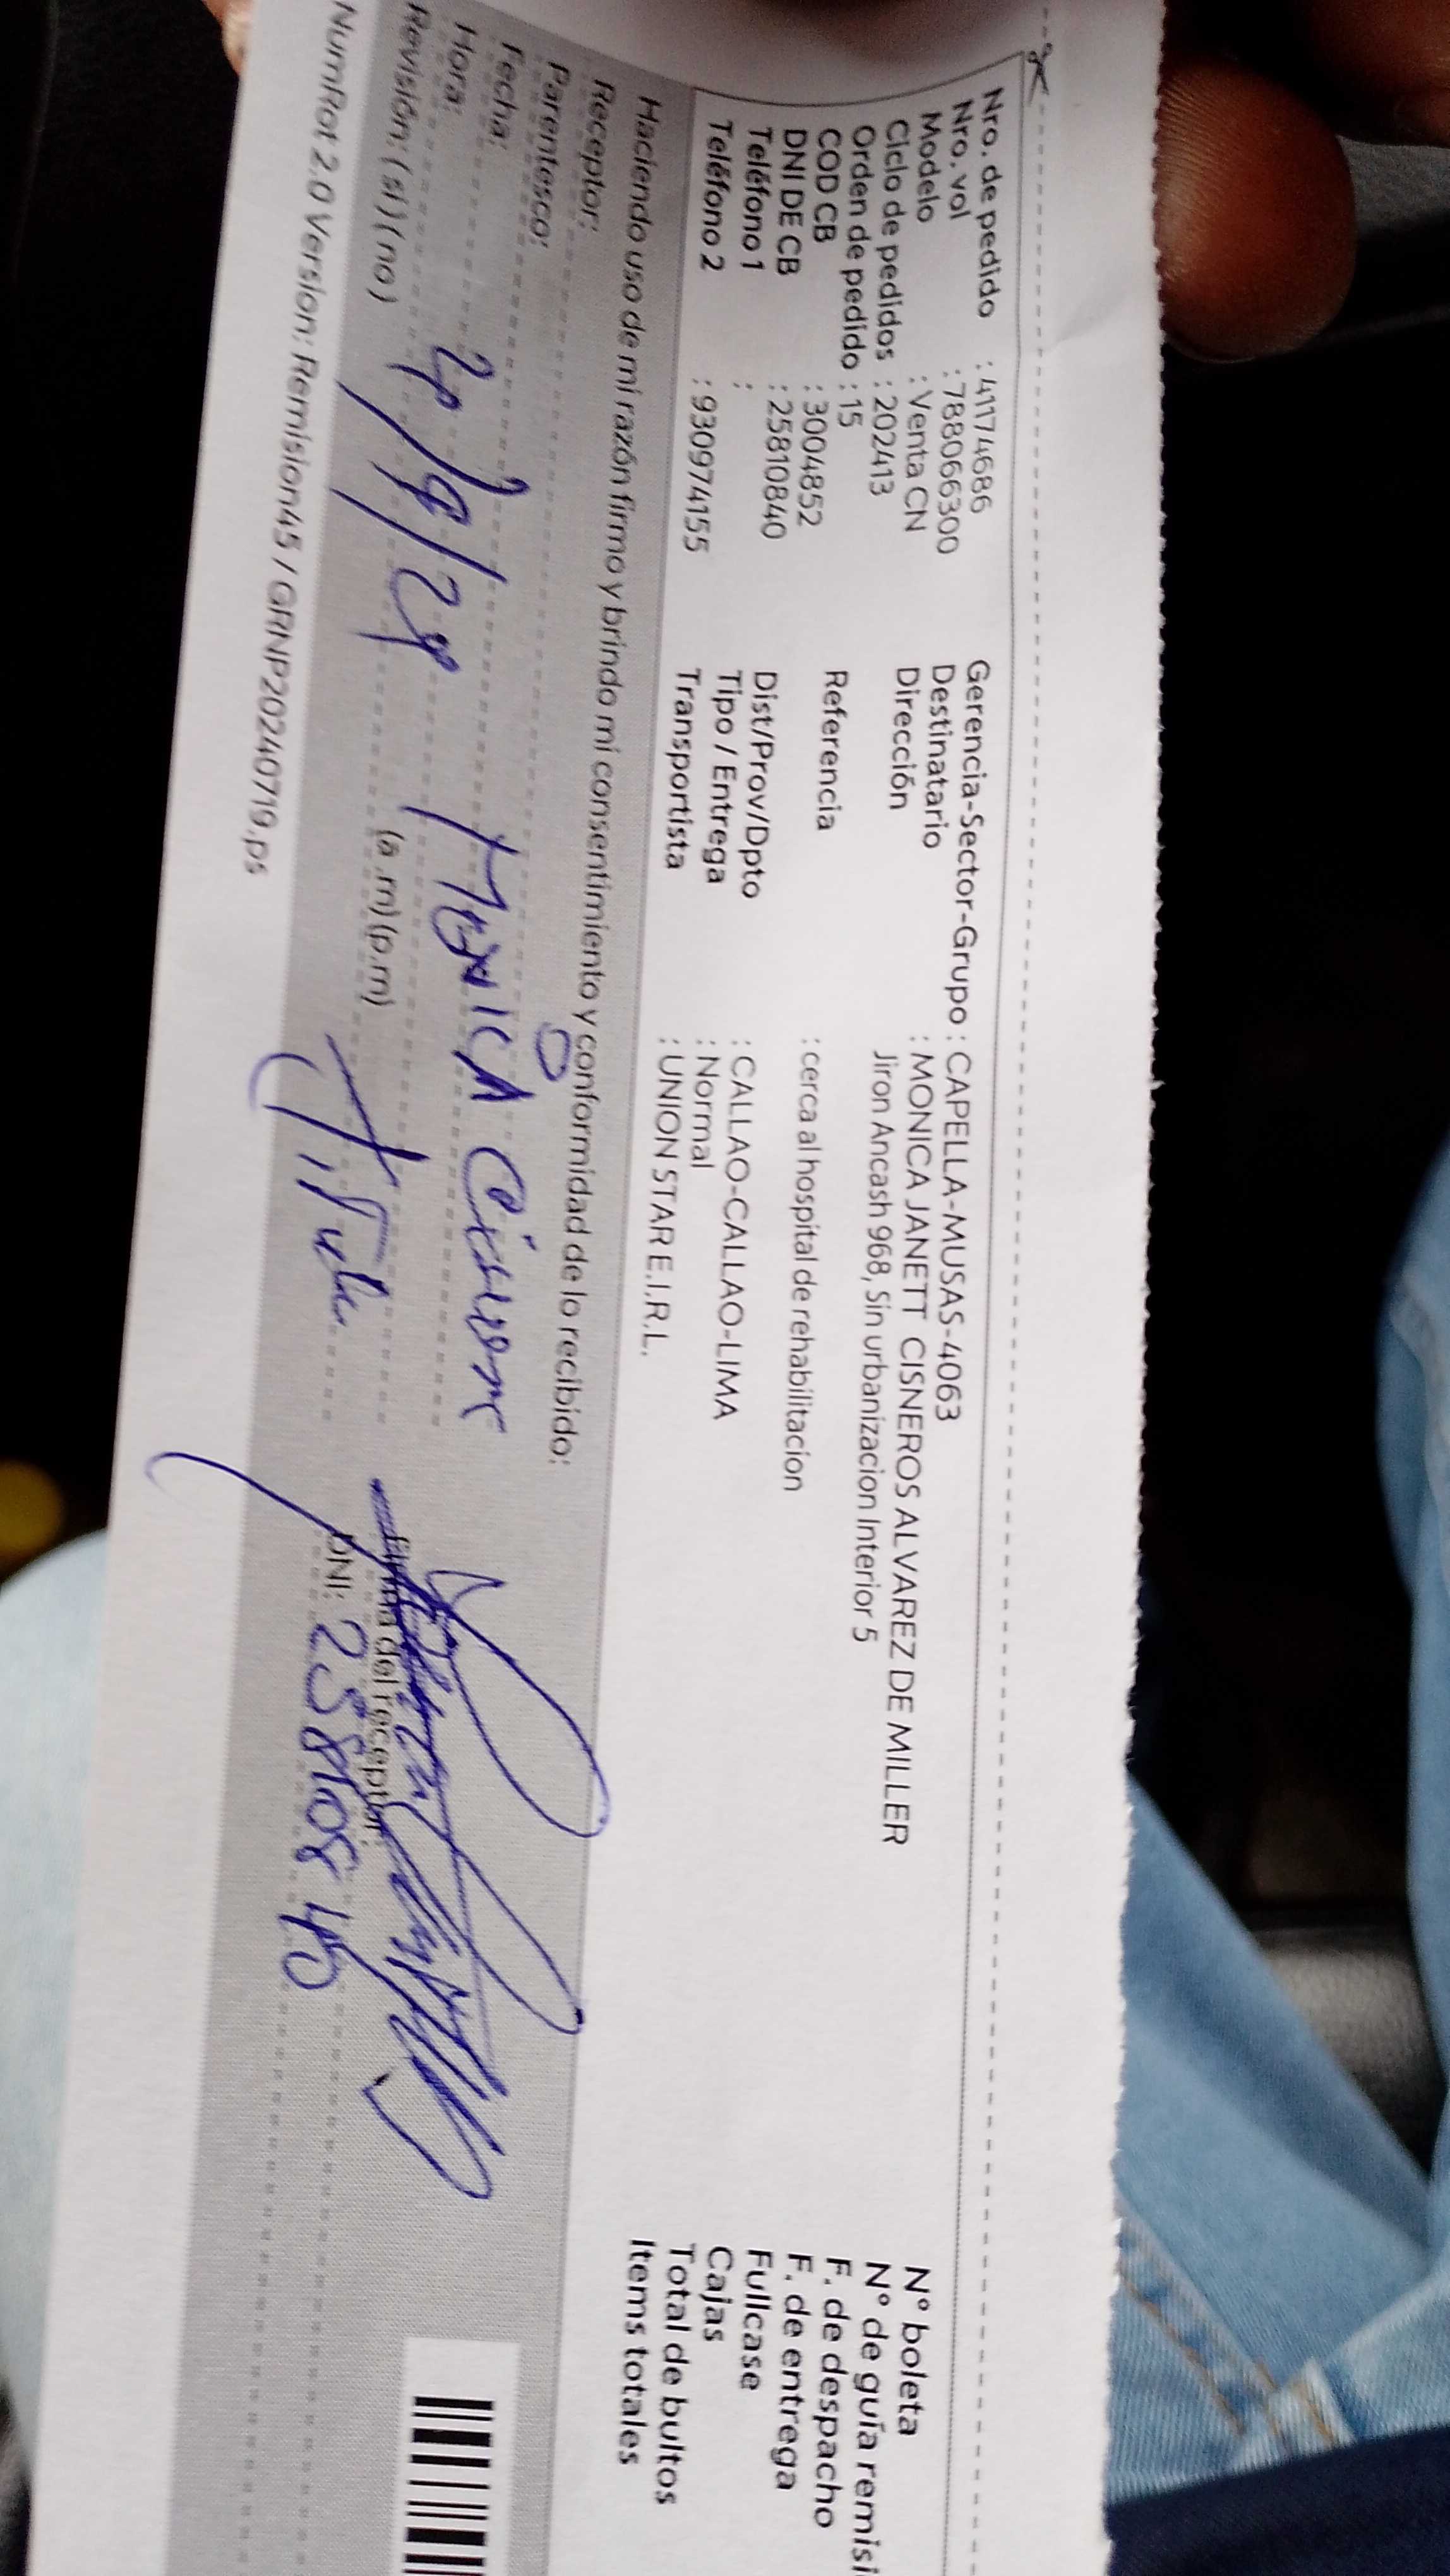 Nro. de pedido : 411174686
Nro. vol : 788066300
Modelo : Venta CN
Ciclo de pedidos : 202413
Orden de pedido : 15
COD CB : 3004852
DNI DE CB : 25810840
Teléfono 1 :
Teléfono 2 : 930974155
Gerencia-Sector-Grupo : CAPELLA-MUSAS-4063
Destinatario : MONICA JANETT CISNEROS ALVAREZ DE MILLER
Dirección Jiron Ancash 968, Sin urbanizacion Interior 5
Referencia : cerca al hospital de rehabilitacion
Dist/Prov/Dpto : CALLAO-CALLAO-LIMA
Tipo / Entrega : Normal
Transportista : UNION STAR E.I.R.L.
N° boleta
N° de guía remisi
F. de despacho
F. de entrega
Fullcase
Cajas
Total de bultos
Items totales
Haciendo uso de mi razón firmo y brindo mi consentimiento y conformidad de lo recibido:
Receptor:
Parentesco: MONICA
Fecha:
Hora: (a.m) (p.m)
Revisión: (si) (no)
Firma del receptor:
DNI: 25810840
NumRot 2.0 Version: Remision45 / GRNP20240719.ps